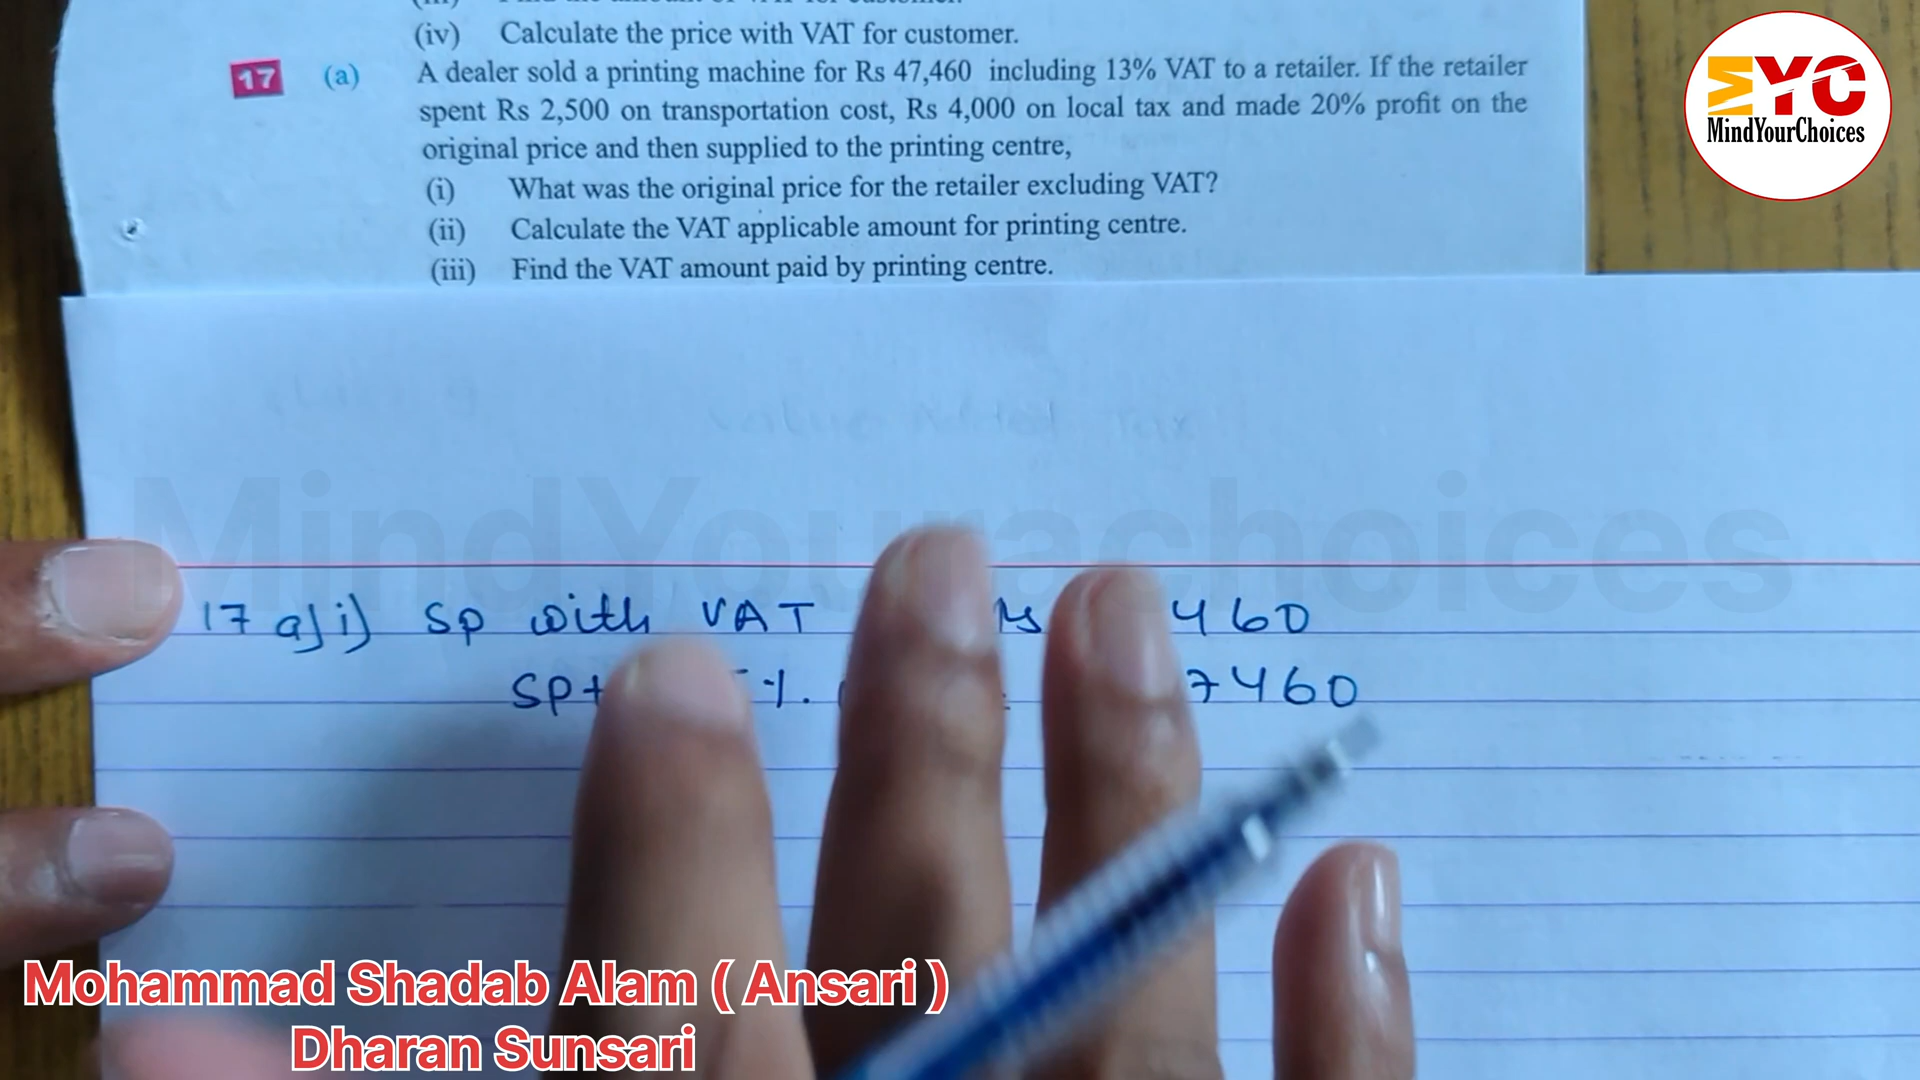 (iv) Calculate the price with VAT for customer.
17 (a) A dealer sold a printing machine for Rs 47,460 including 13% VAT to a retailer. If the retailer
spent Rs 2,500 on transportation cost, Rs 4,000 on local tax and made 20% profit on the
original price and then supplied to the printing centre,
(i) What was the original price for the retailer excluding VAT?
(ii) Calculate the VAT applicable amount for printing centre.
(iii) Find the VAT amount paid by printing centre.
MYC
MindYourChoices
MindYourachoices
17 a) i) SP with VAT Rs 460
SP+ %. 7460
Mohammad Shadab Alam ( Ansari )
Dharan Sunsari